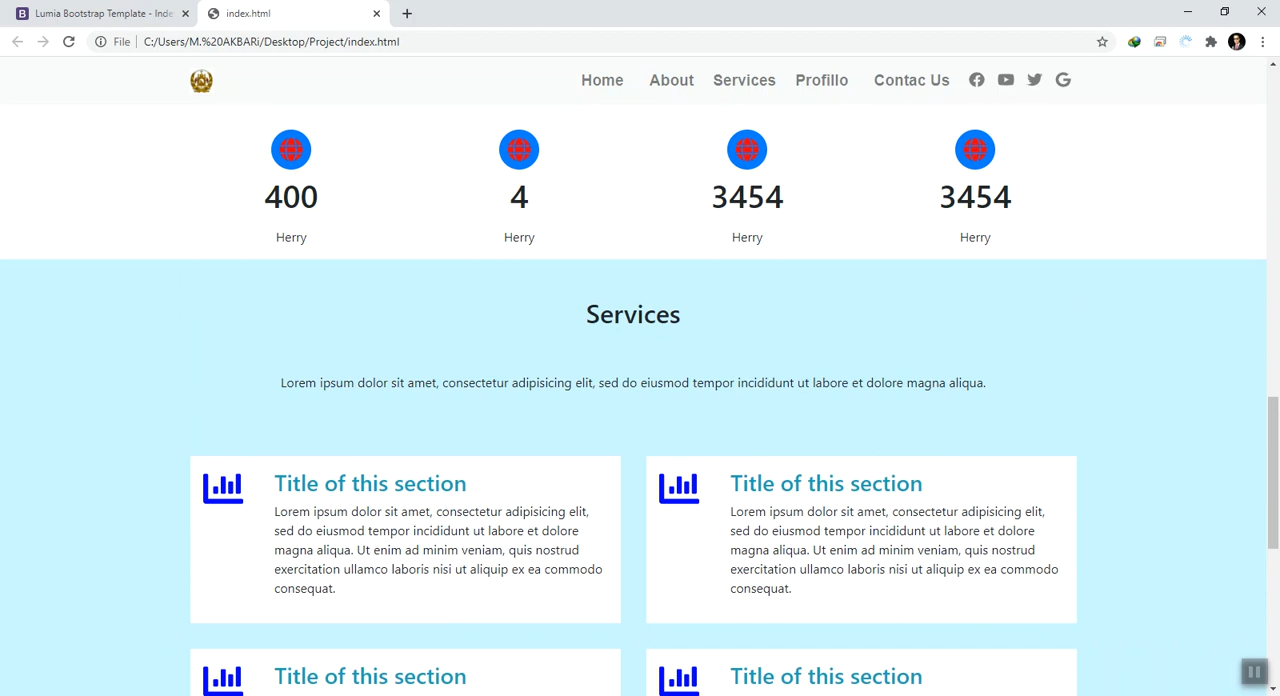 Lumia Bootstrap Template - Inde
index.html
File
C:/Users/M.%20AKBARi/Desktop/Project/index.html
Home About Services Profillo Contac Us
400 4 3454 3454
Herry Herry Herry Herry
Services
Lorem ipsum dolor sit amet, consectetur adipisicing elit, sed do eiusmod tempor incididunt ut labore et dolore magna aliqua.
Title of this section
Lorem ipsum dolor sit amet, consectetur adipisicing elit,
sed do eiusmod tempor incididunt ut labore et dolore
magna aliqua. Ut enim ad minim veniam, quis nostrud
exercitation ullamco laboris nisi ut aliquip ex ea commodo
consequat.
Title of this section
Lorem ipsum dolor sit amet, consectetur adipisicing elit,
sed do eiusmod tempor incididunt ut labore et dolore
magna aliqua. Ut enim ad minim veniam, quis nostrud
exercitation ullamco laboris nisi ut aliquip ex ea commodo
consequat.
Title of this section
Title of this section